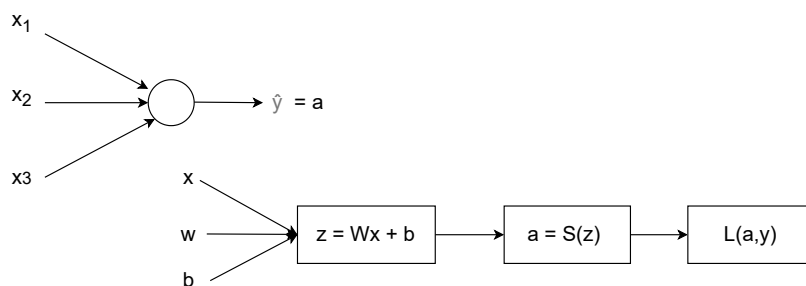 x1
x2
ŷ = a
x3
x
w
z = Wx + b
a = S(z)
L(a,y)
b